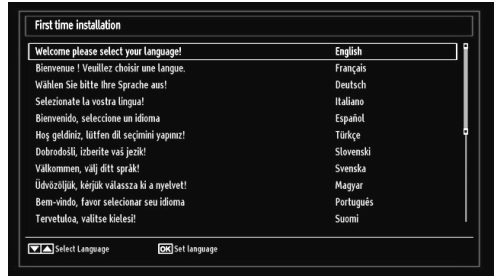 First time installation
Welcome please select your language! English
Bienvenue ! Veuillez choisir une langue. Français
Wählen Sie bitte Ihre Sprache aus! Deutsch
Selezionate la vostra lingua! Italiano
Bienvenido, seleccione un idioma Español
Hoş geldiniz, lütfen dil seçimini yapınız! Türkçe
Dobrodošli, izberite vaš jezik! Slovenski
Välkommen, välj ditt språk! Svenska
Üdvözöljük, kérjük válassza ki a nyelvet! Magyar
Bem-vindo, favor selecionar seu idioma Português
Tervetuloa, valitse kielesi! Suomi
Select Language OK Set language